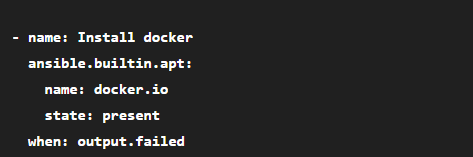 - name: Install docker
  ansible.builtin.apt:
    name: docker.io
    state: present
  when: output.failed